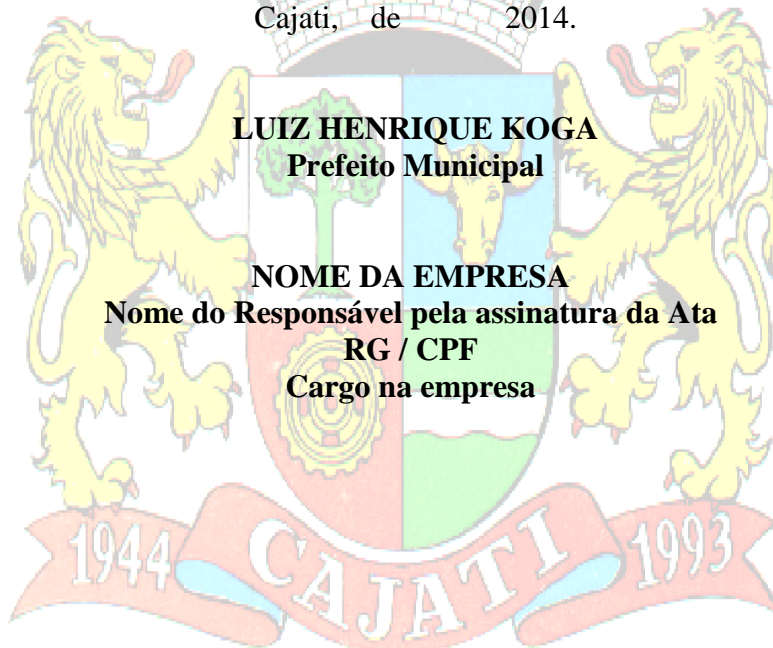 Cajati, de 2014.
LUIZ HENRIQUE KOGA
Prefeito Municipal
NOME DA EMPRESA
Nome do Responsável pela assinatura da Ata
RG / CPF
Cargo na empresa
1944 CAJATI 1993